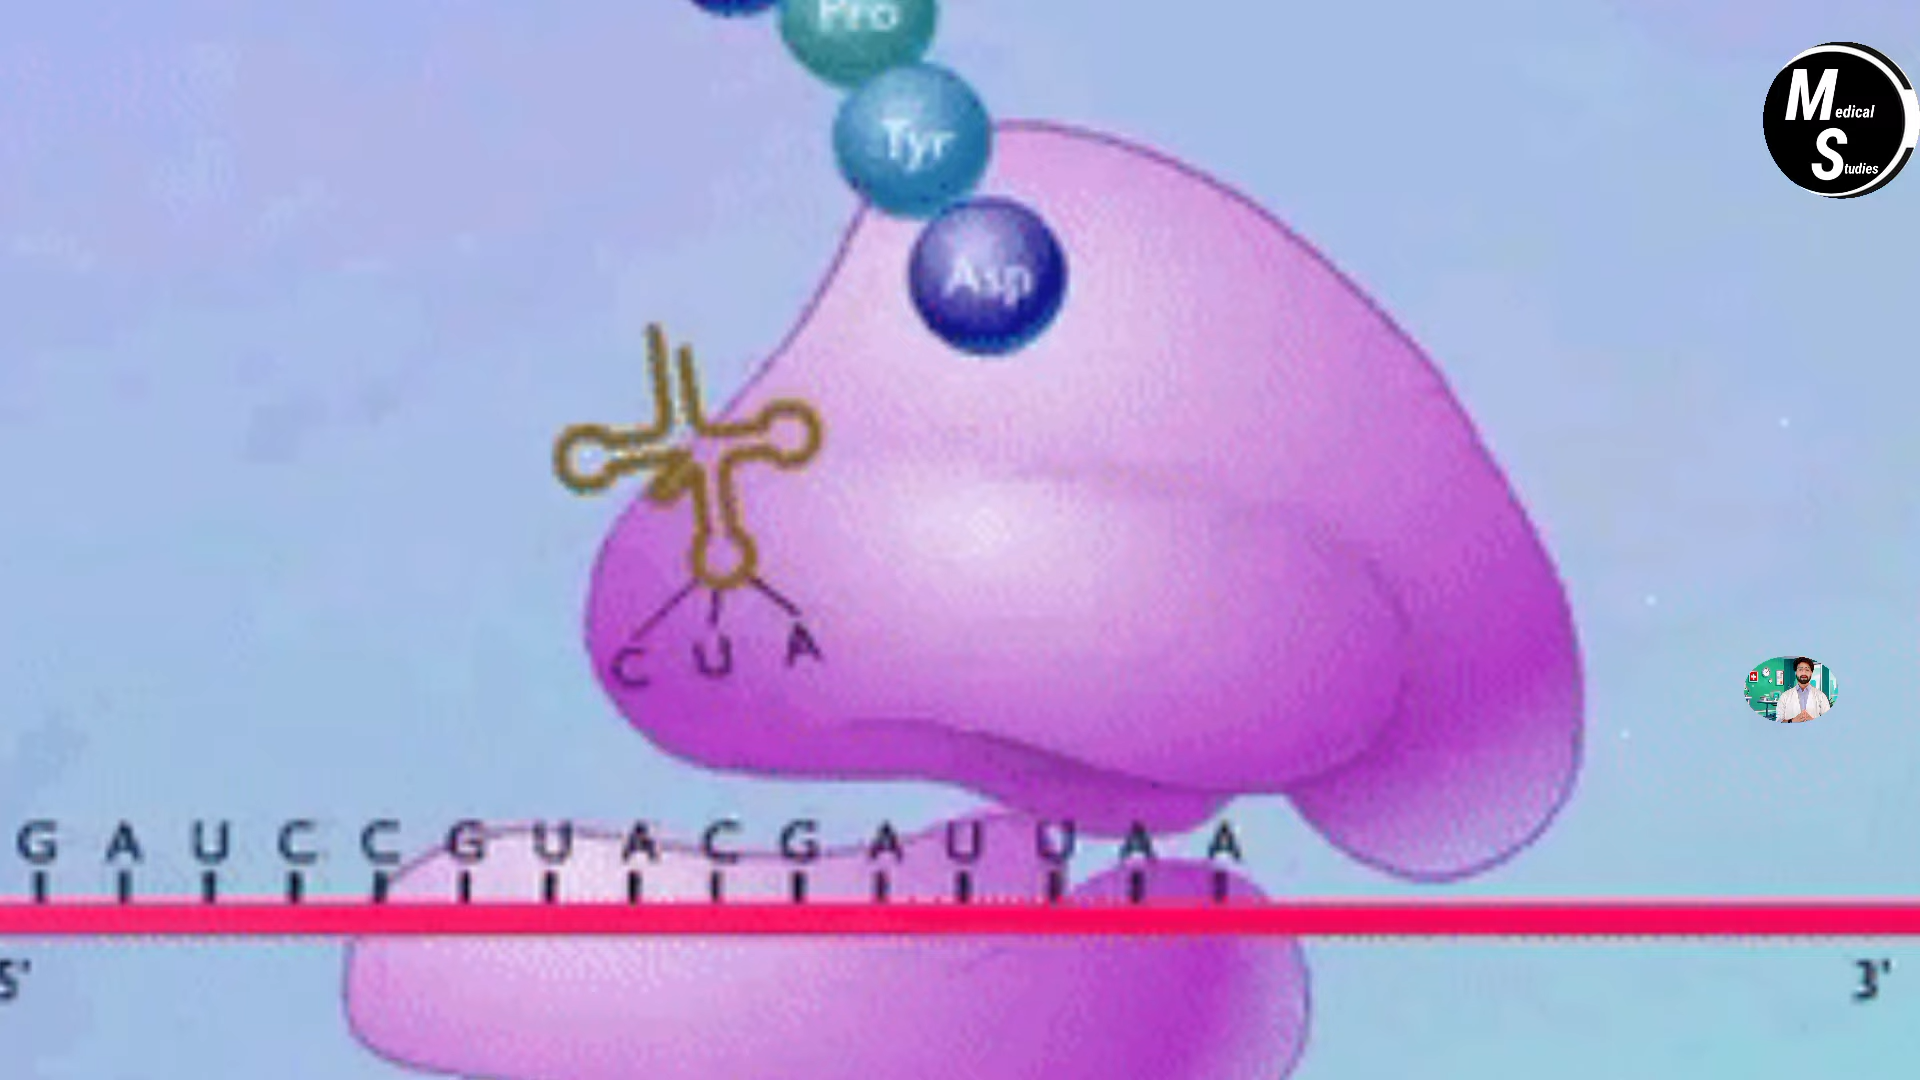 Pro
Tyr
Asp
Medical
Studies
C U A
G A U C C G U A C G A U U A A
5' 3'